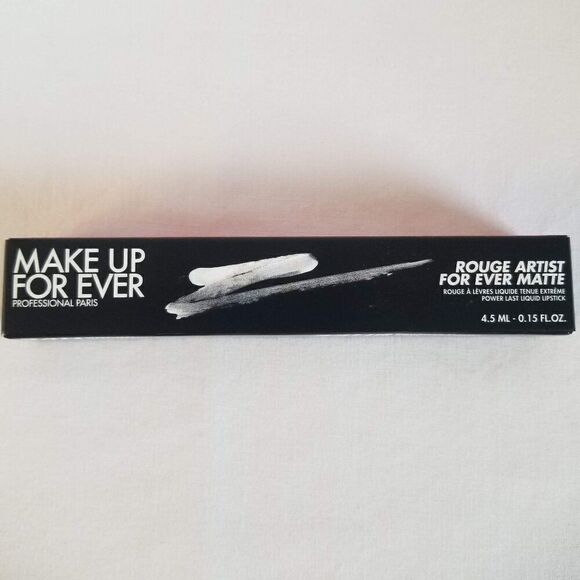 MAKE UP
FOR EVER
PROFESSIONAL PARIS
ROUGE ARTIST
FOR EVER MATTE
ROUGE À LÈVRES LIQUIDE TENUE EXTRÊME
POWER LAST LIQUID LIPSTICK
4.5 ML - 0.15 FL.OZ.